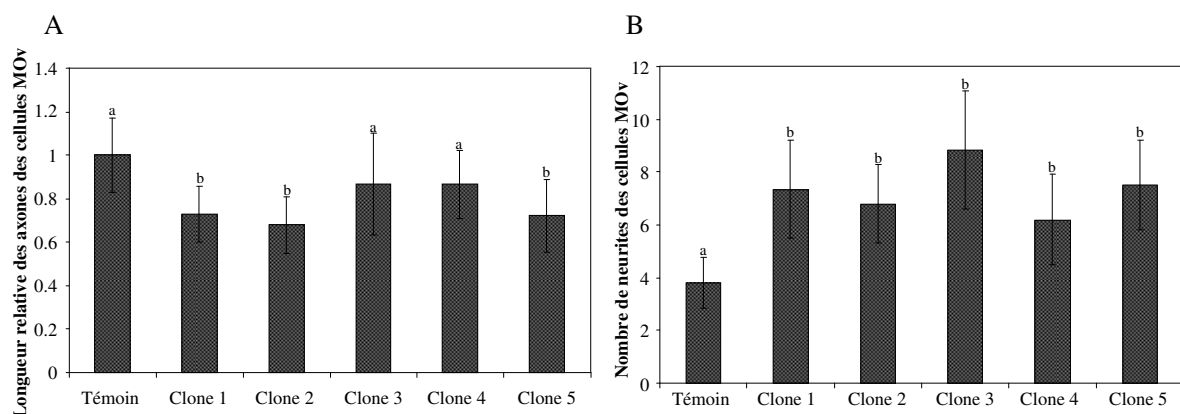 A
Longueur relative des axones des cellules MOv
1.4
1.2
1
0.8
0.6
0.4
0.2
0
a
b
b
a
a
b
Témoin Clone 1 Clone 2 Clone 3 Clone 4 Clone 5
B
Nombre de neurites des cellules MOv
12
10
8
6
4
2
0
a
b
b
b
b
b
Témoin Clone 1 Clone 2 Clone 3 Clone 4 Clone 5